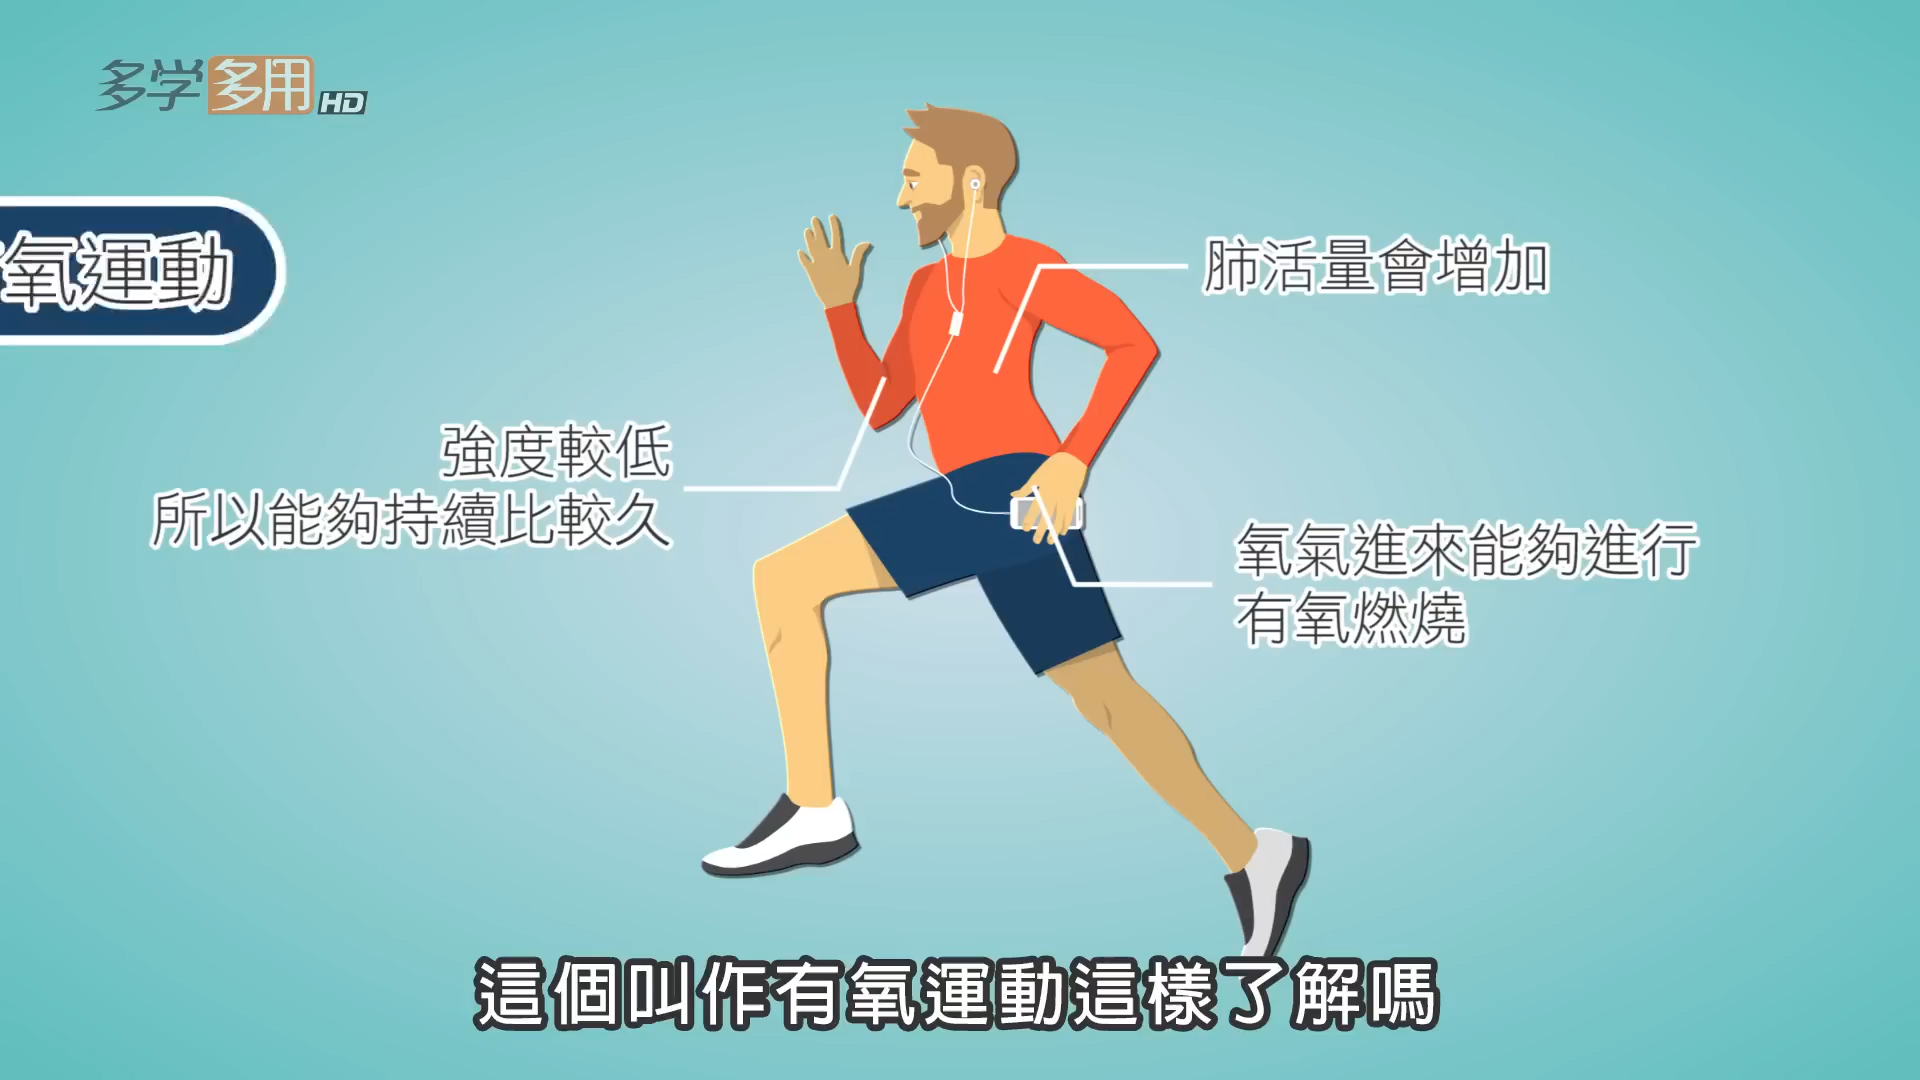 多学多用HD
氧運動
肺活量會增加
強度較低
所以能夠持續比較久
氧氣進來能夠進行
有氧燃燒
這個叫作有氧運動這樣了解嗎